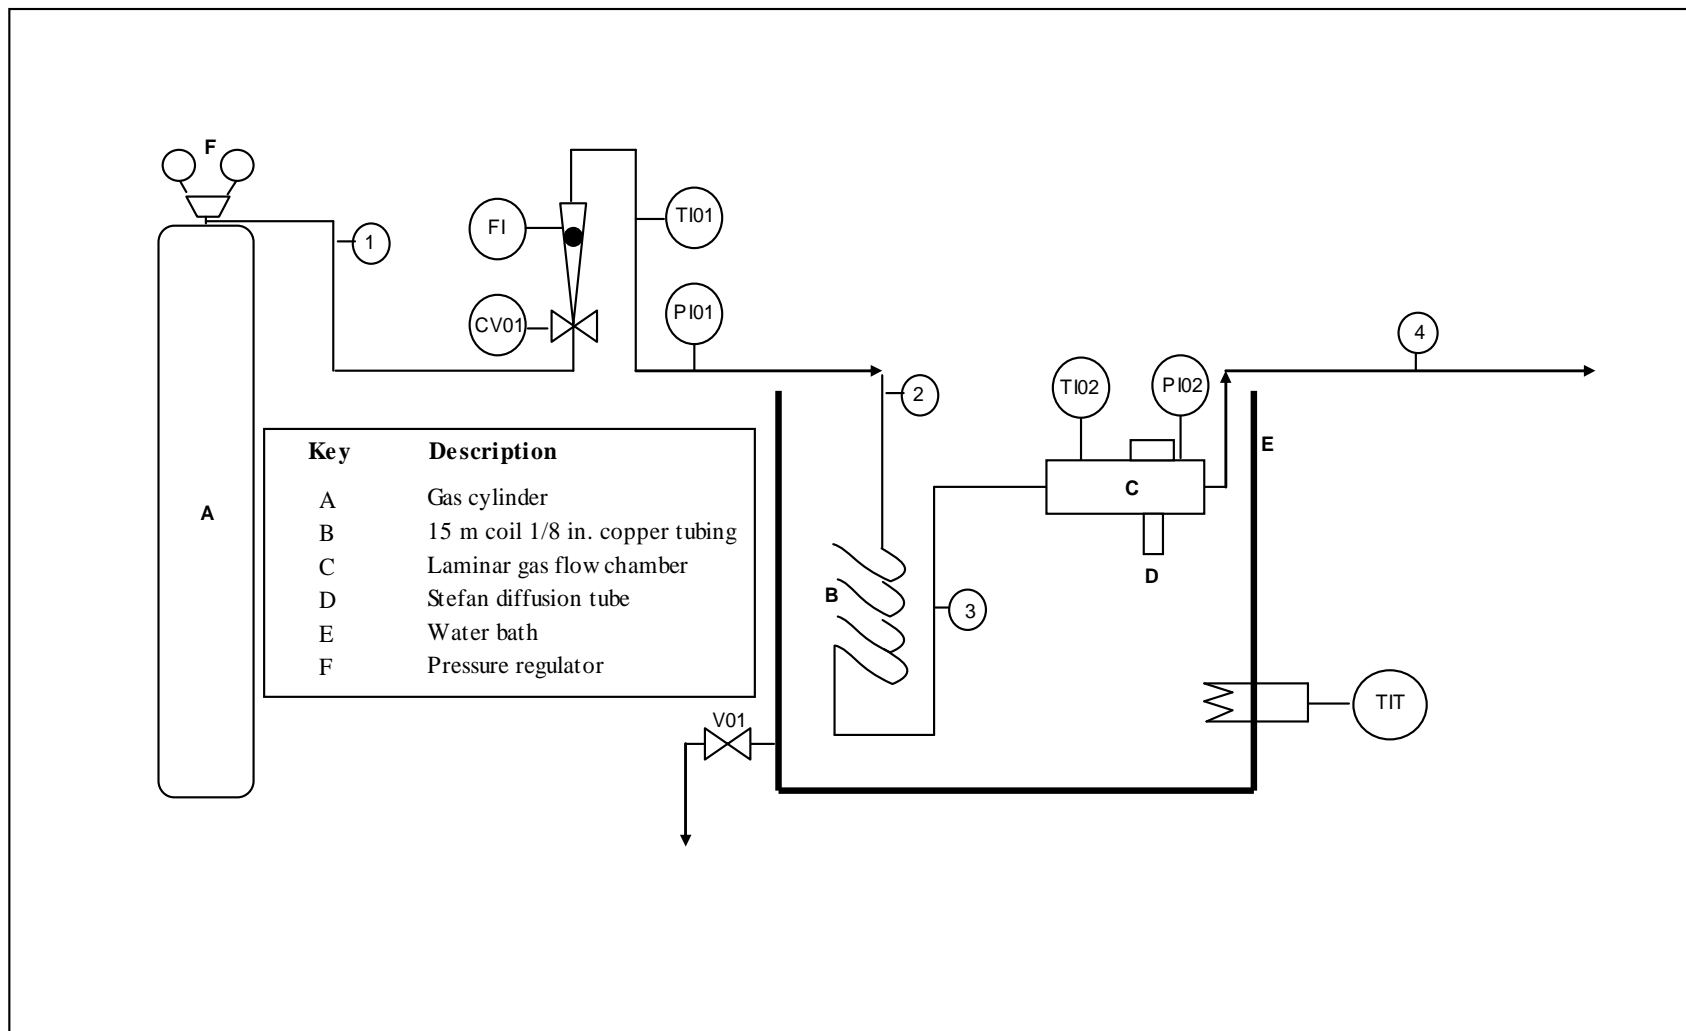 F
1
FI
CV01
TI01
PI01
2
4
TI02
PI02
E
C
D
B
3
A
Key Description
A Gas cylinder
B 15 m coil 1/8 in. copper tubing
C Laminar gas flow chamber
D Stefan diffusion tube
E Water bath
F Pressure regulator
V01
TIT